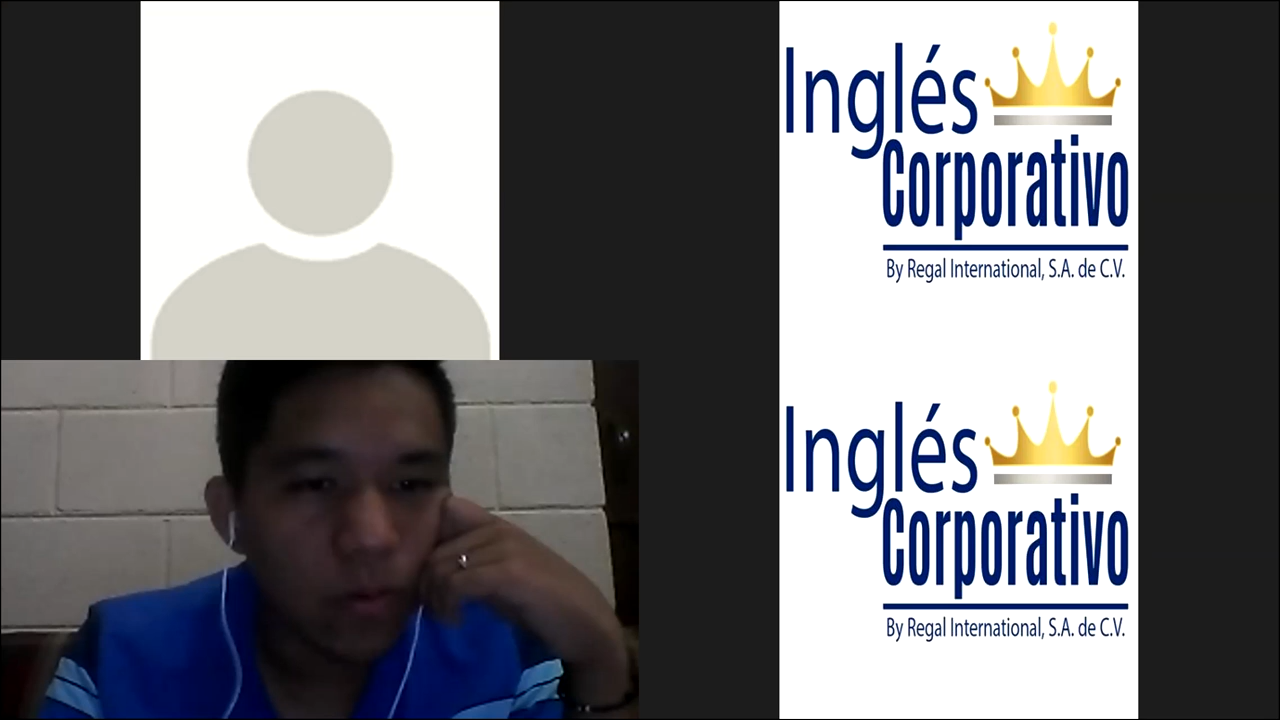 Inglés
Corporativo
By Regal International, S.A. de C.V.
Inglés
Corporativo
By Regal International, S.A. de C.V.